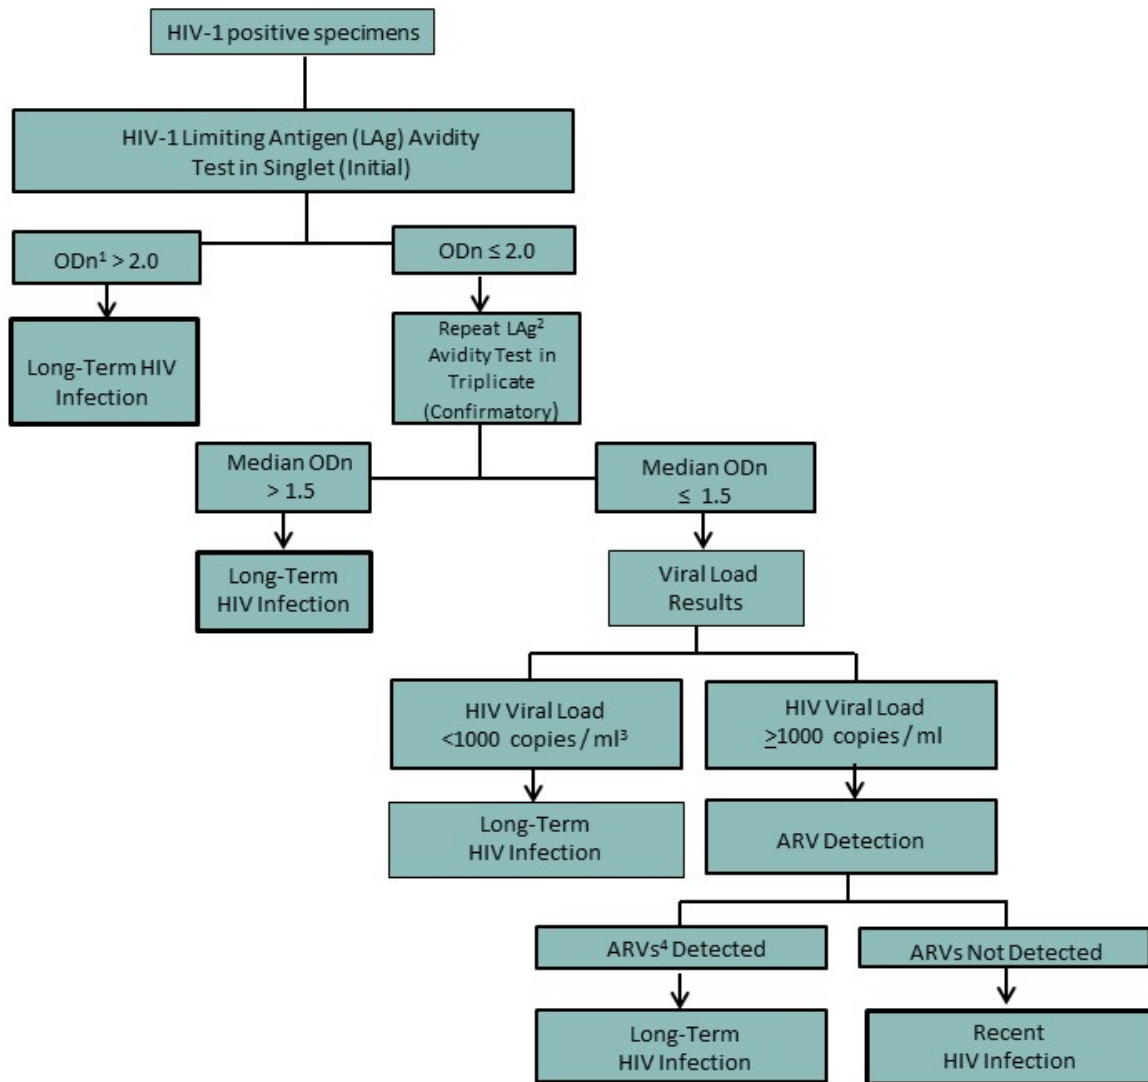 HIV-1 positive specimens
HIV-1 Limiting Antigen (LAg) Avidity
Test in Singlet (Initial)
ODn¹ > 2.0
ODn ≤ 2.0
Long-Term HIV
Infection
Repeat LAg²
Avidity Test in
Triplicate
(Confirmatory)
Median ODn
> 1.5
Median ODn
≤ 1.5
Long-Term
HIV Infection
Viral Load
Results
HIV Viral Load
<1000 copies / ml³
HIV Viral Load
≥1000 copies / ml
Long-Term
HIV Infection
ARV Detection
ARVs⁴ Detected
ARVs Not Detected
Long-Term
HIV Infection
Recent
HIV Infection